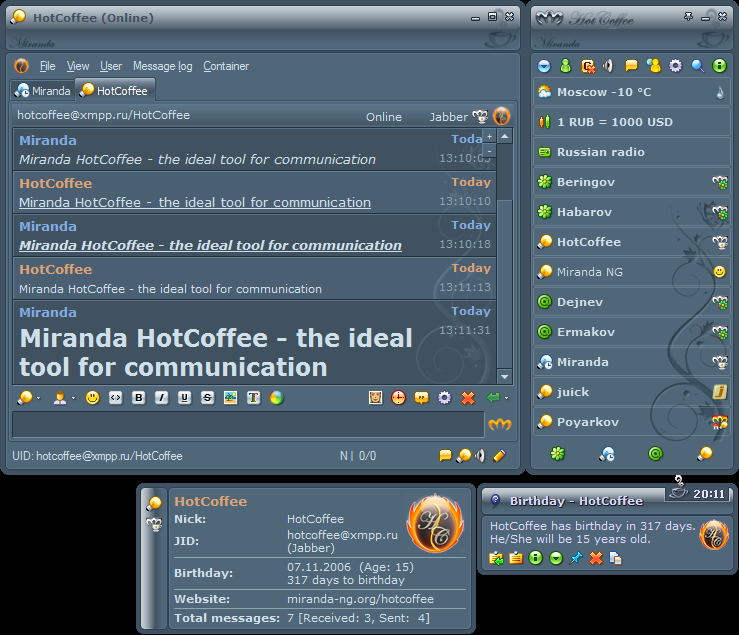 HotCoffee (Online)
Miranda
File View User Message log Container
Miranda HotCoffee
hotcoffee@xmpp.ru/HotCoffee Online Jabber
Miranda Today
Miranda HotCoffee - the ideal tool for communication 13:10:03
HotCoffee Today
Miranda HotCoffee - the ideal tool for communication 13:10:10
Miranda Today
Miranda HotCoffee - the ideal tool for communication 13:10:18
HotCoffee Today
Miranda HotCoffee - the ideal tool for communication 13:11:13
Miranda Today
Miranda HotCoffee - the ideal 13:11:31
tool for communication
UID: hotcoffee@xmpp.ru/HotCoffee N | 0/0
Hot Coffee
Miranda
Moscow -10 °C
1 RUB = 1000 USD
Russian radio
Beringov
Habarov
HotCoffee
Miranda NG
Dejnev
Ermakov
Miranda
juick
Poyarkov
HotCoffee
Nick: HotCoffee
JID: hotcoffee@xmpp.ru
(Jabber)
Birthday: 07.11.2006 (Age: 15)
317 days to birthday
Website: miranda-ng.org/hotcoffee
Total messages: 7 [Received: 3, Sent: 4]
HC
Birthday - HotCoffee 20:11
HotCoffee has birthday in 317 days.
He/She will be 15 years old.